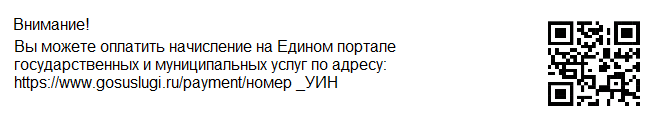 Внимание!
Вы можете оплатить начисление на Едином портале
государственных и муниципальных услуг по адресу:
https://www.gosuslugi.ru/payment/номер _УИН